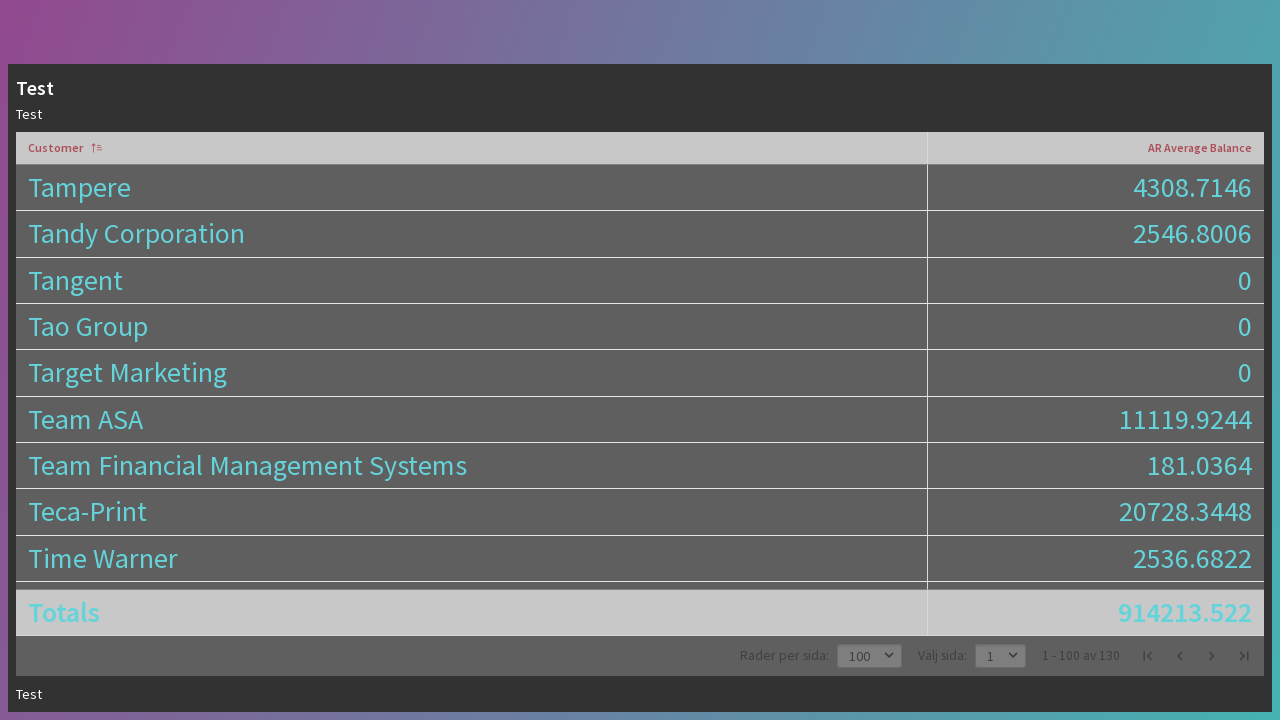 Test
Test
Customer AR Average Balance
Tampere 4308.7146
Tandy Corporation 2546.8006
Tangent 0
Tao Group 0
Target Marketing 0
Team ASA 11119.9244
Team Financial Management Systems 181.0364
Teca-Print 20728.3448
Time Warner 2536.6822
Totals 914213.522
Rader per sida: 100 Välj sida: 1 1 - 100 av 130
Test